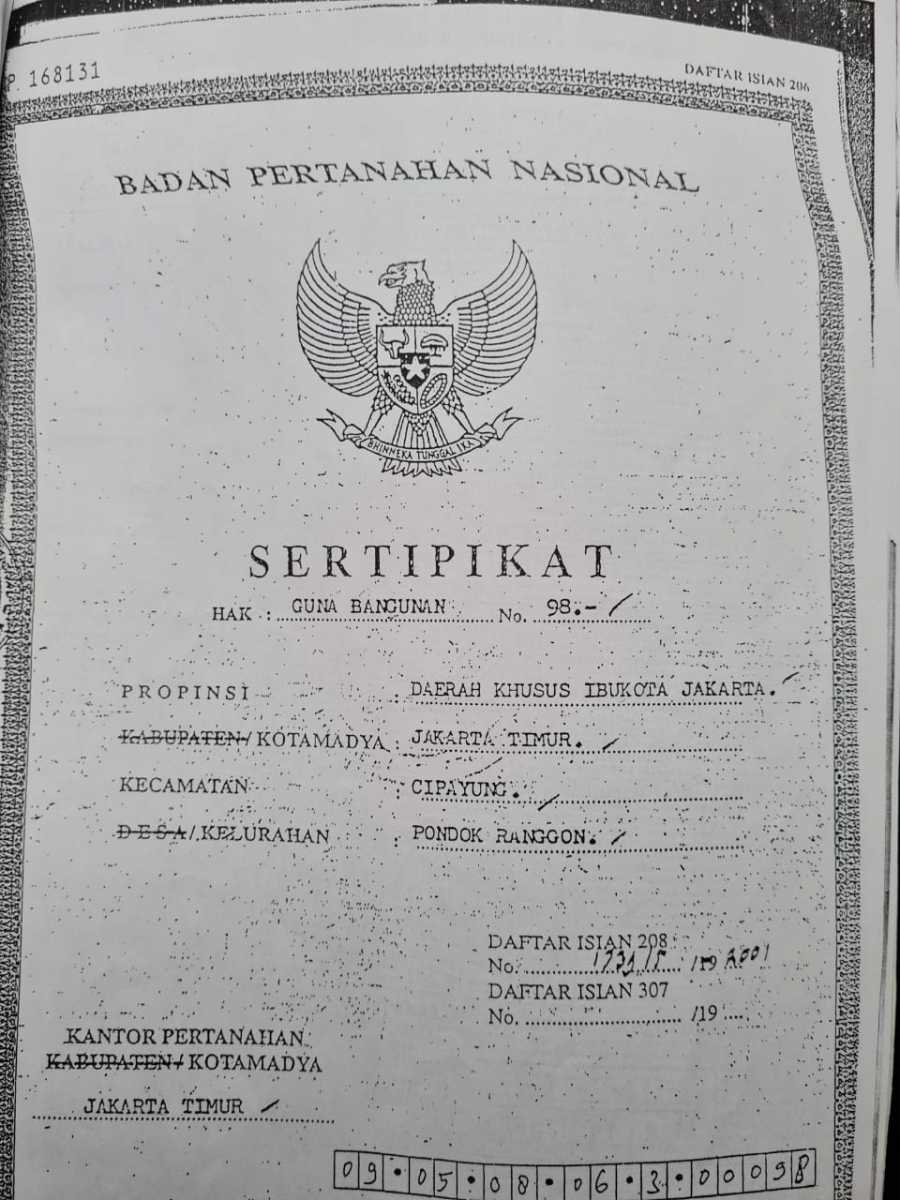 P. 168131
DAFTAR ISIAN 206
BADAN PERTANAHAN NASIONAL
BHINNEKA TUNGGAL IKA
SERTIPIKAT
HAK : GUNA BANGUNAN No. 98.-
PROPINSI : DAERAH KHUSUS IBUKOTA JAKARTA.
KABUPATEN / KOTAMADYA : JAKARTA TIMUR.
KECAMATAN : CIPAYUNG.
DESA / KELURAHAN : PONDOK RANGGON.
DAFTAR ISIAN 208
No. /19 2001
DAFTAR ISIAN 307
No. /19
KANTOR PERTANAHAN
KABUPATEN / KOTAMADYA
JAKARTA TIMUR
09.05.08.06.3.00098